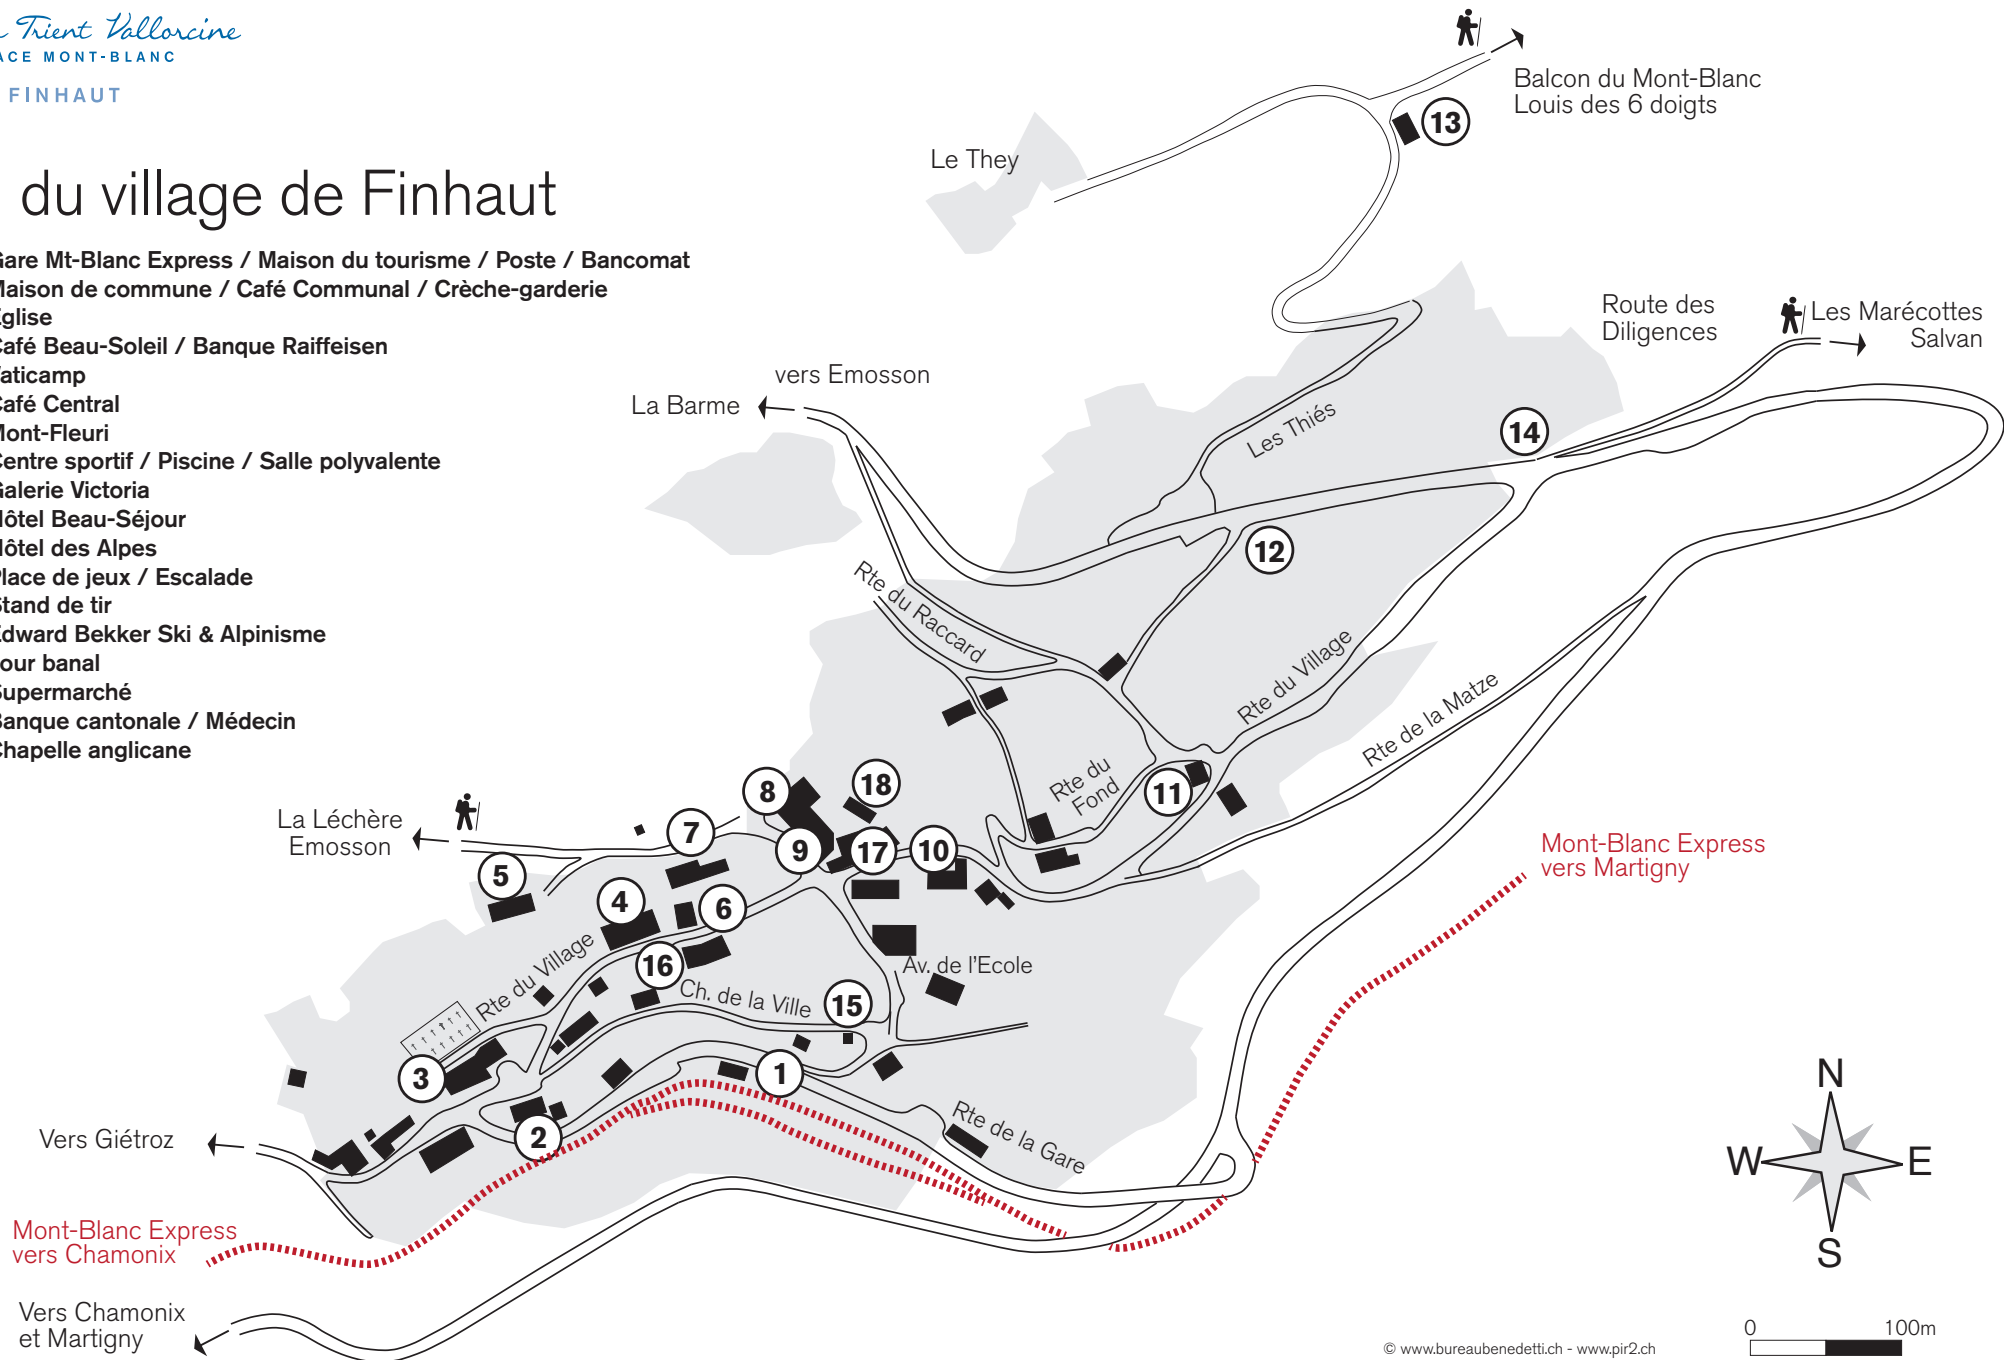 Trient Vallorcine
ACE MONT-BLANC
FINHAUT
du village de Finhaut
Gare Mt-Blanc Express / Maison du tourisme / Poste / Bancomat
Maison de commune / Café Communal / Crèche-garderie
Eglise
Café Beau-Soleil / Banque Raiffeisen
Vaticamp
Café Central
Mont-Fleuri
Centre sportif / Piscine / Salle polyvalente
Galerie Victoria
Hôtel Beau-Séjour
Hôtel des Alpes
Place de jeux / Escalade
Stand de tir
Edward Bekker Ski & Alpinisme
Four banal
Supermarché
Banque cantonale / Médecin
Chapelle anglicane
Balcon du Mont-Blanc
Louis des 6 doigts
13
Le They
Route des
Diligences
Les Marécottes
Salvan
vers Emosson
La Barme
Les Thiés
14
12
Rte du Raccard
Rte du Village
Rte de la Matze
Rte du
Fond
11
8
18
La Léchère
Emosson
7
9
17
10
5
4
6
Mont-Blanc Express
vers Martigny
Rte du Village
16
Av. de l'Ecole
Ch. de la Ville
15
3
1
2
Rte de la Gare
Vers Giétroz
Mont-Blanc Express
vers Chamonix
Vers Chamonix
et Martigny
N
W
E
S
0
100m
© www.bureaubenedetti.ch - www.pir2.ch